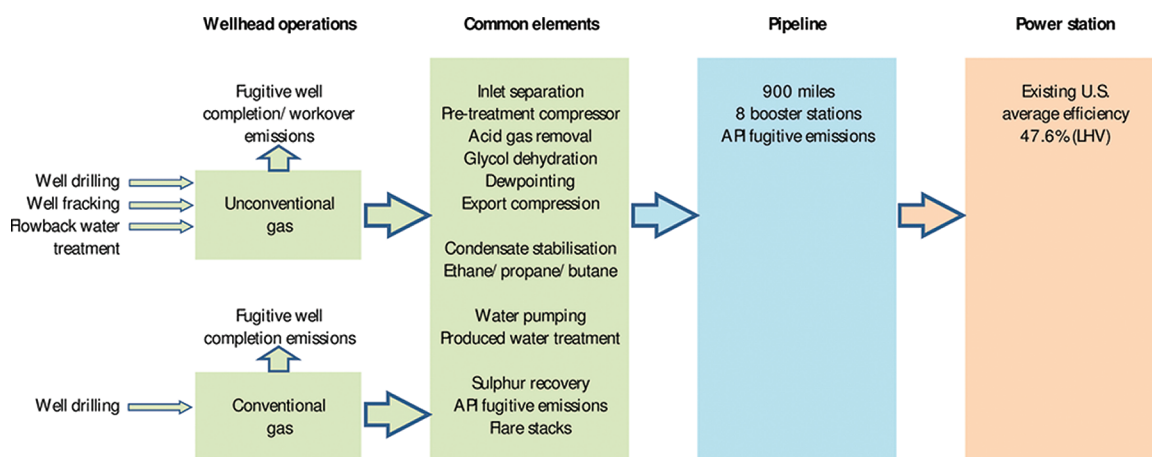 Wellhead operations
Common elements
Pipeline
Power station
Fugitive well
completion/ workover
emissions
Well drilling
Well fracking
Flowback water
treatment
Unconventional
gas
Fugitive well
completion emissions
Well drilling
Conventional
gas
Inlet separation
Pre-treatment compressor
Acid gas removal
Glycol dehydration
Dewpointing
Export compression
Condensate stabilisation
Ethane/ propane/ butane
Water pumping
Produced water treatment
Sulphur recovery
API fugitive emissions
Flare stacks
900 miles
8 booster stations
API fugitive emissions
Existing U.S.
average efficiency
47.6% (LHV)